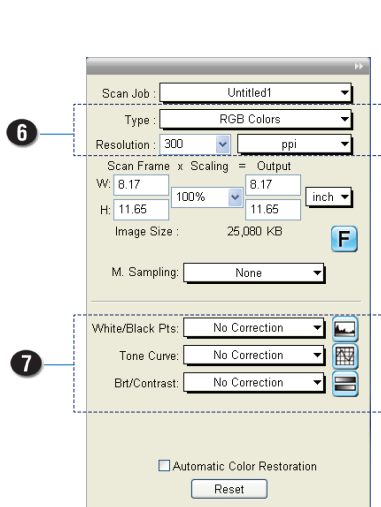 Scan Job : Untitled1
6 Type : RGB Colors
Resolution : 300 ppi
Scan Frame x Scaling = Output
W: 8.17 100% 8.17 inch
H: 11.65 11.65
Image Size : 25,080 KB
F
M. Sampling: None
White/Black Pts: No Correction
7 Tone Curve: No Correction
Brt/Contrast: No Correction
Automatic Color Restoration
Reset